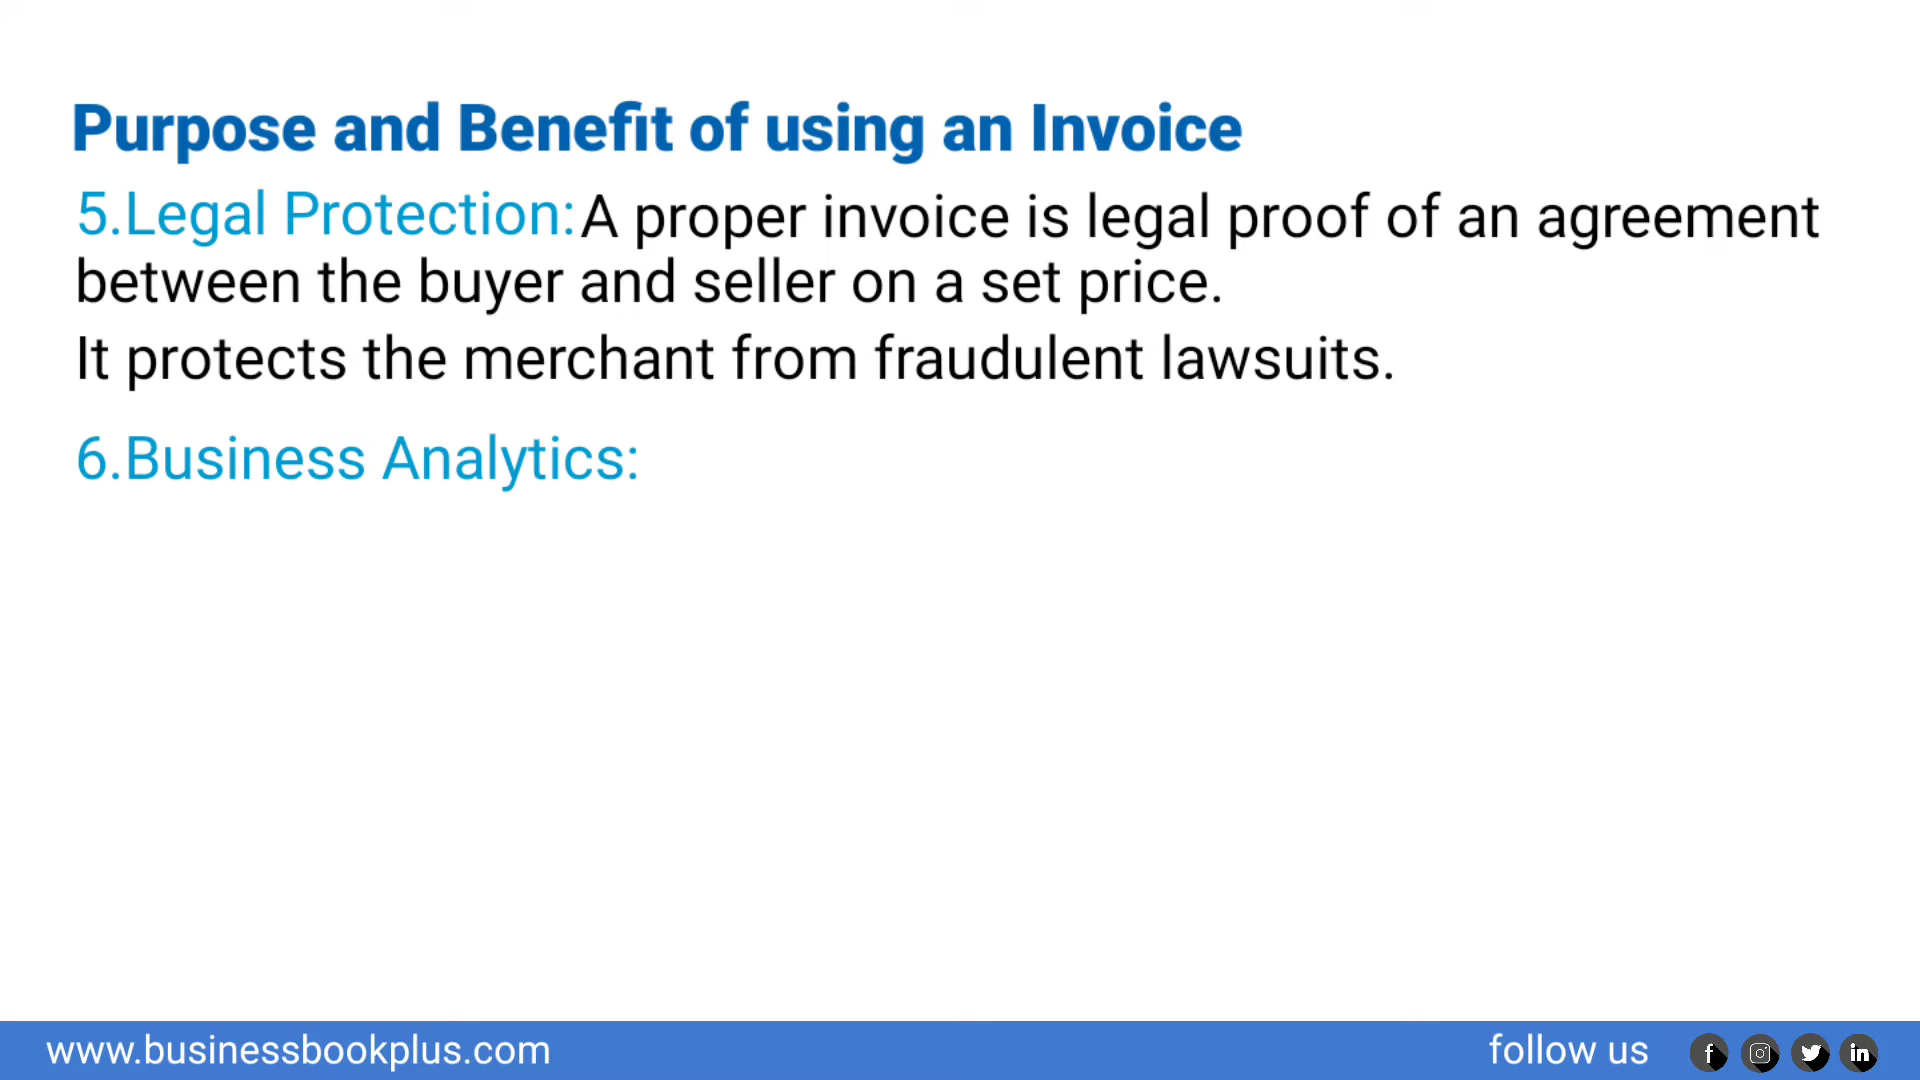 Purpose and Benefit of using an Invoice
5.Legal Protection: A proper invoice is legal proof of an agreement
between the buyer and seller on a set price.
It protects the merchant from fraudulent lawsuits.
6.Business Analytics:
www.businessbookplus.com follow us